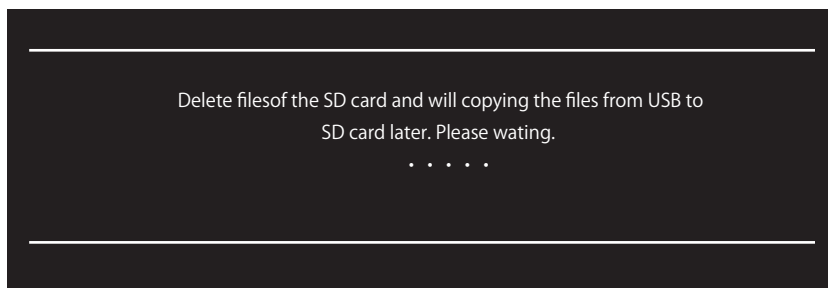 Delete filesof the SD card and will copying the files from USB to
SD card later. Please wating.
• • • • •